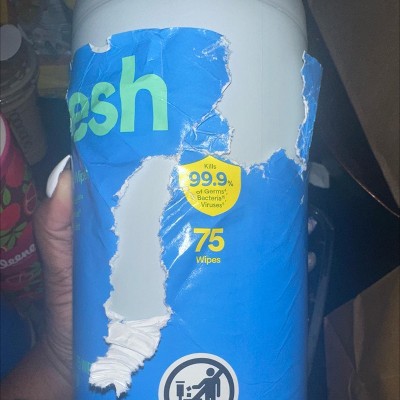 esh
Kills
99.9%
of Germs*,
Bacteria*,
Viruses*
75
Wipes